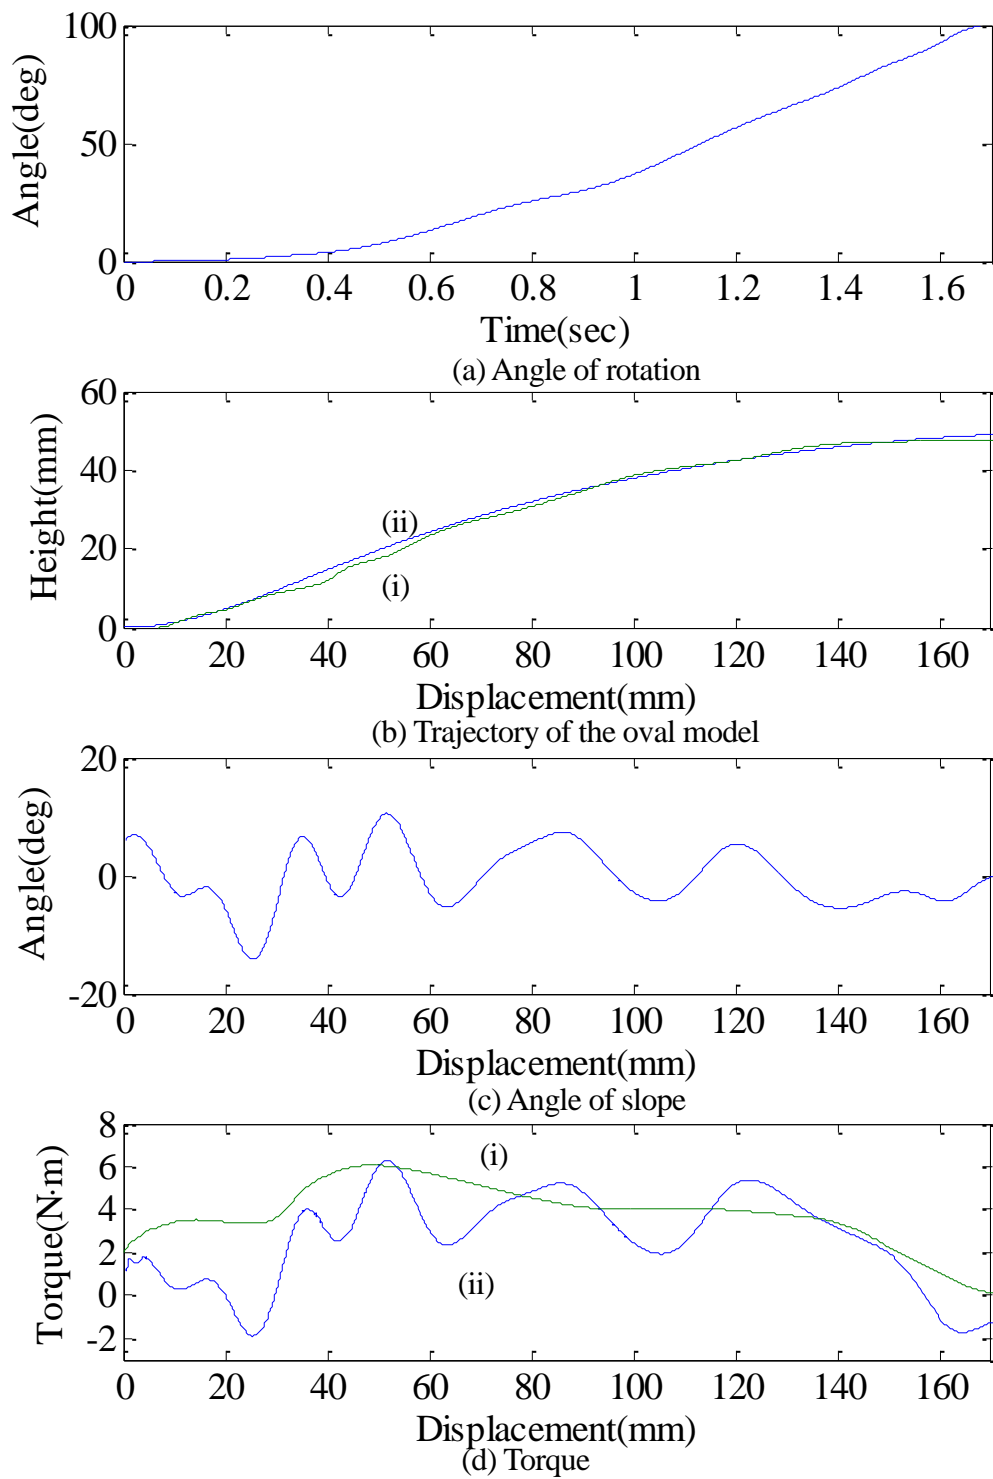 100
50
0
Angle(deg)
0 0.2 0.4 0.6 0.8 1 1.2 1.4 1.6
Time(sec)
(a) Angle of rotation
60
40
20
0
Height(mm)
(ii)
(i)
0 20 40 60 80 100 120 140 160
Displacement(mm)
(b) Trajectory of the oval model
20
0
-20
Angle(deg)
0 20 40 60 80 100 120 140 160
Displacement(mm)
(c) Angle of slope
8
6
4
2
0
-2
Torque(N·m)
(i)
(ii)
0 20 40 60 80 100 120 140 160
Displacement(mm)
(d) Torque